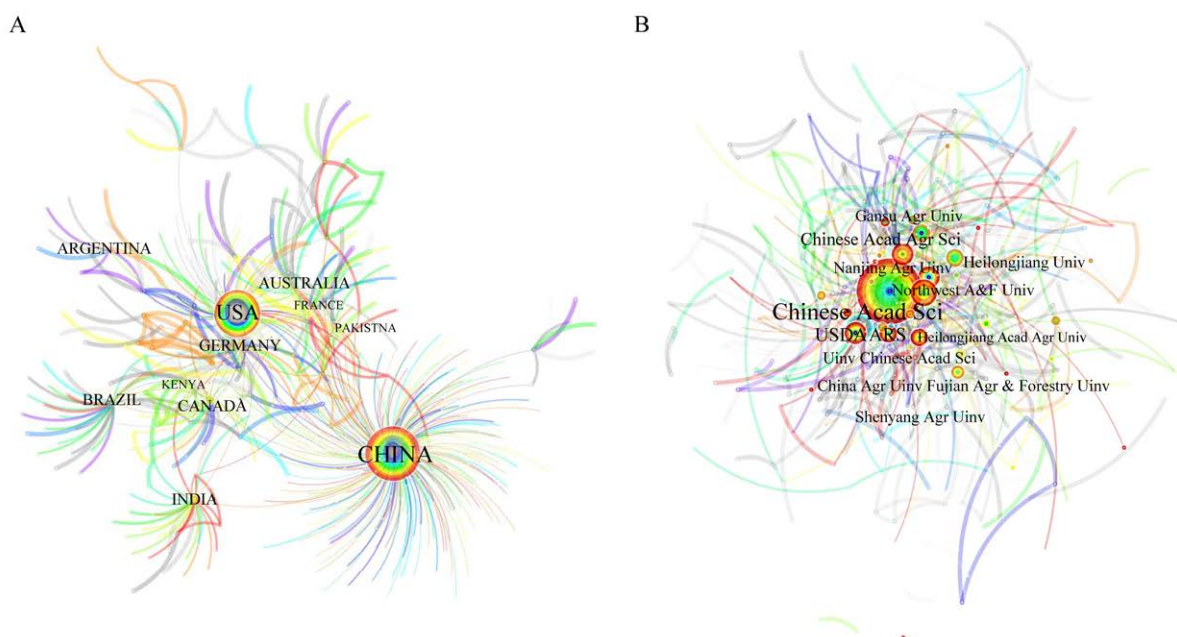 A
B
ARGENTINA
AUSTRALIA
FRANCE
USA
PAKISTNA
GERMANY
KENYA
BRAZIL
CANADA
CHINA
INDIA
Gansu Agr Univ
Chinese Acad Agr Sci
Nanjing Agr Uinv
Heilongjiang Univ
Northwest A&F Univ
Chinese Acad Sci
USDA ARS
Heilongjiang Acad Agr Univ
Uinv Chinese Acad Sci
China Agr Uinv
Fujian Agr & Forestry Uinv
Shenyang Agr Uinv